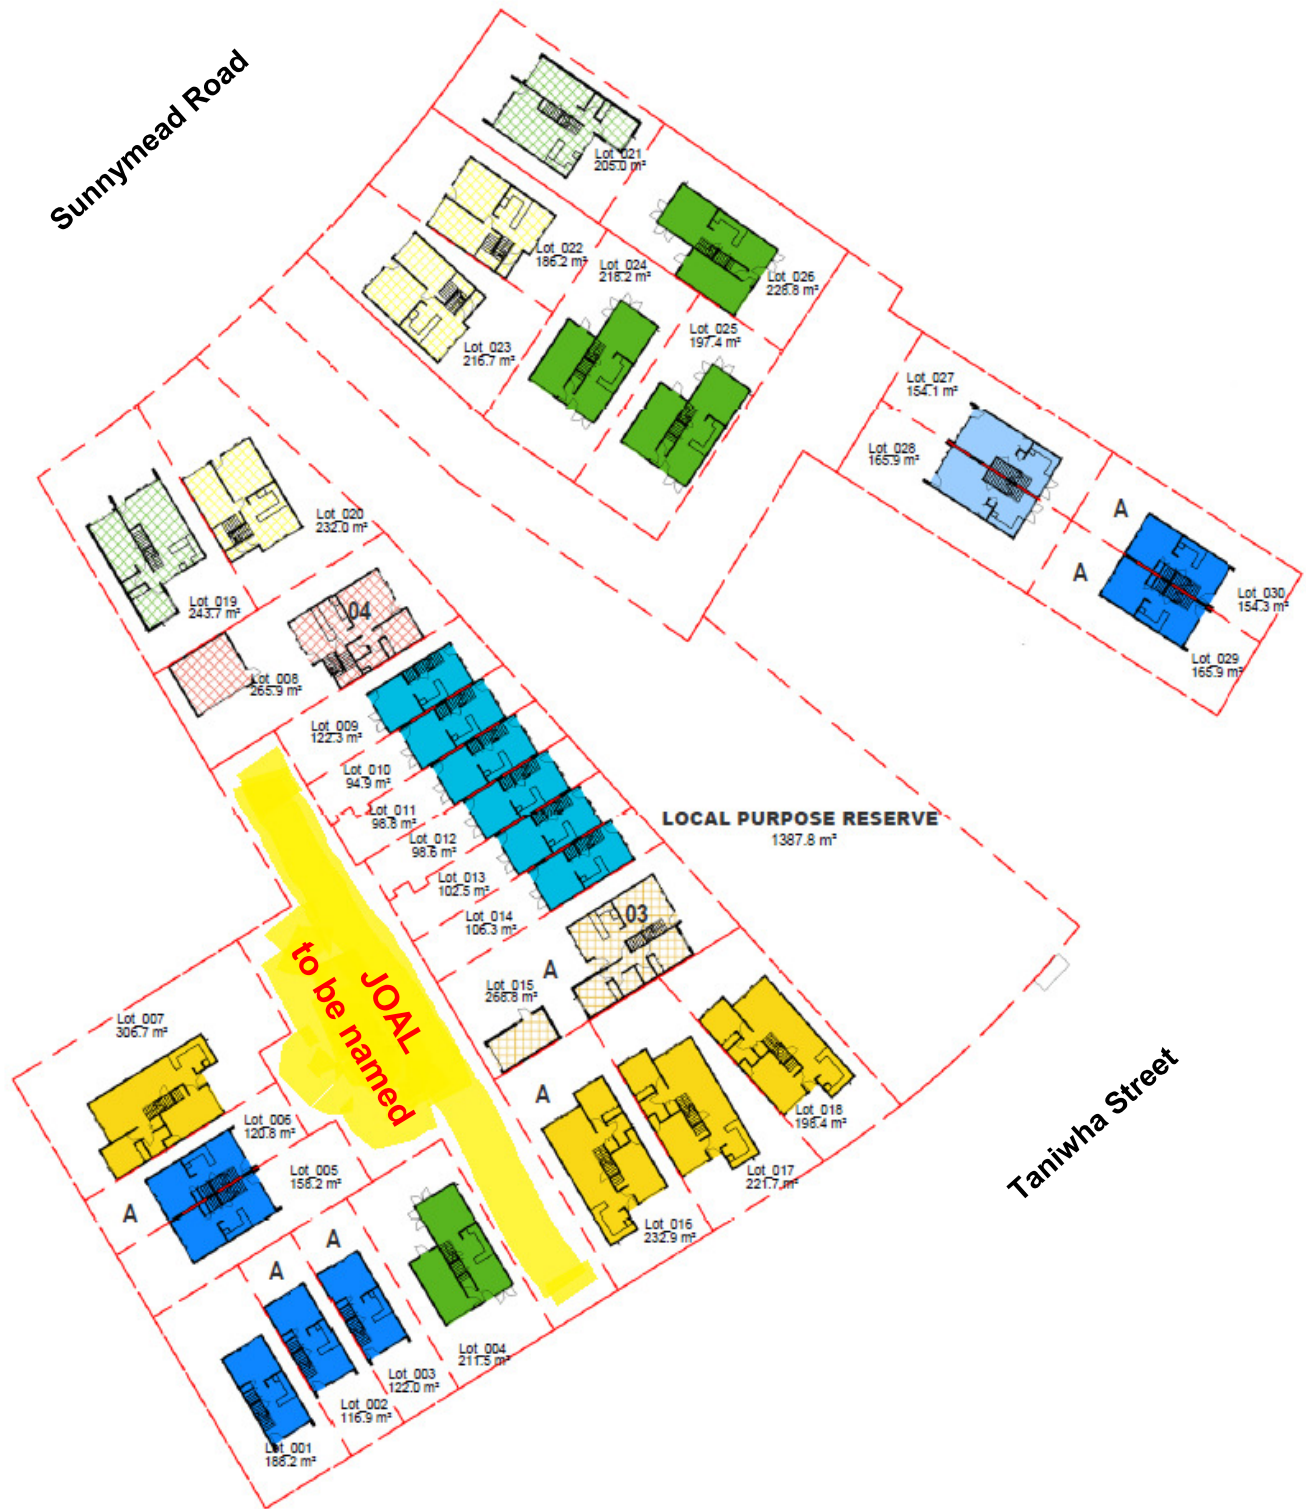 Sunnymead Road
Lot_021
205.0 m²
Lot_022
186.2 m²
Lot_024
218.2 m²
Lot_026
228.8 m²
Lot_023
216.7 m²
Lot_025
197.4 m²
Lot_027
154.1 m²
Lot_028
165.9 m²
A
A
Lot_030
154.3 m²
Lot_029
165.9 m²
Lot_020
232.0 m²
Lot_019
243.7 m²
04
Lot_008
265.9 m²
Lot_009
122.3 m²
Lot_010
94.9 m²
Lot_011
98.8 m²
Lot_012
98.6 m²
Lot_013
102.5 m²
Lot_014
106.3 m²
LOCAL PURPOSE RESERVE
1387.8 m²
03
A
Lot_015
268.8 m²
JOAL
to be named
Lot_007
306.7 m²
A
Lot_018
198.4 m²
Lot_017
221.7 m²
Lot_016
232.9 m²
Taniwha Street
Lot_006
120.8 m²
Lot_005
158.2 m²
A
A
A
Lot_004
211.5 m²
Lot_003
122.0 m²
Lot_002
116.9 m²
Lot_001
188.2 m²